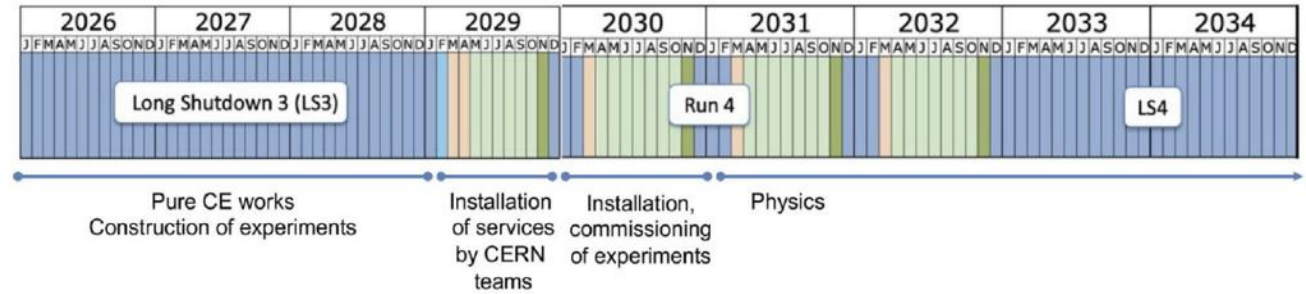 2026 2027 2028 2029 2030 2031 2032 2033 2034
JFMAMJJASOND JFMAMJJASOND JFMAMJJASOND JFMAMJJASOND JFMAMJJASOND JFMAMJJASOND JFMAMJJASOND JFMAMJJASOND JFMAMJJASOND
Long Shutdown 3 (LS3)
Run 4
LS4
Pure CE works
Construction of experiments
Installation
of services
by CERN
teams
Installation,
commissioning
of experiments
Physics